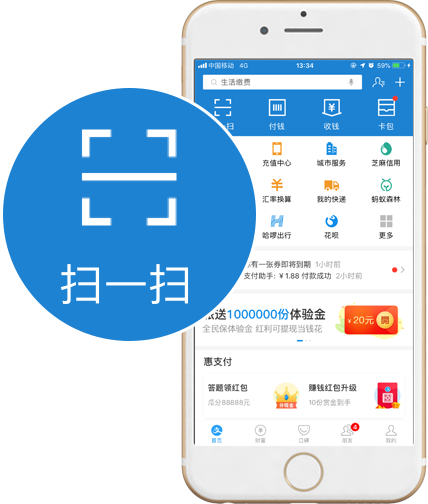 中国移动 4G 13:34 59%
生活缴费
扫 付钱 收钱 卡包
充值中心 城市服务 芝麻信用
汇率换算 我的快递 蚂蚁森林
哈啰出行 花呗 更多
有一张券即将到期 1小时前
支付助手: ¥1.88 付款成功 2小时前
送1000000份体验金
全民保体验金 红利可提现当钱花
¥20元 開
惠支付
答题领红包 赚钱红包升级
瓜分88888元 10份赏金到手
首页 财富 口碑 朋友 4 我的
扫一扫